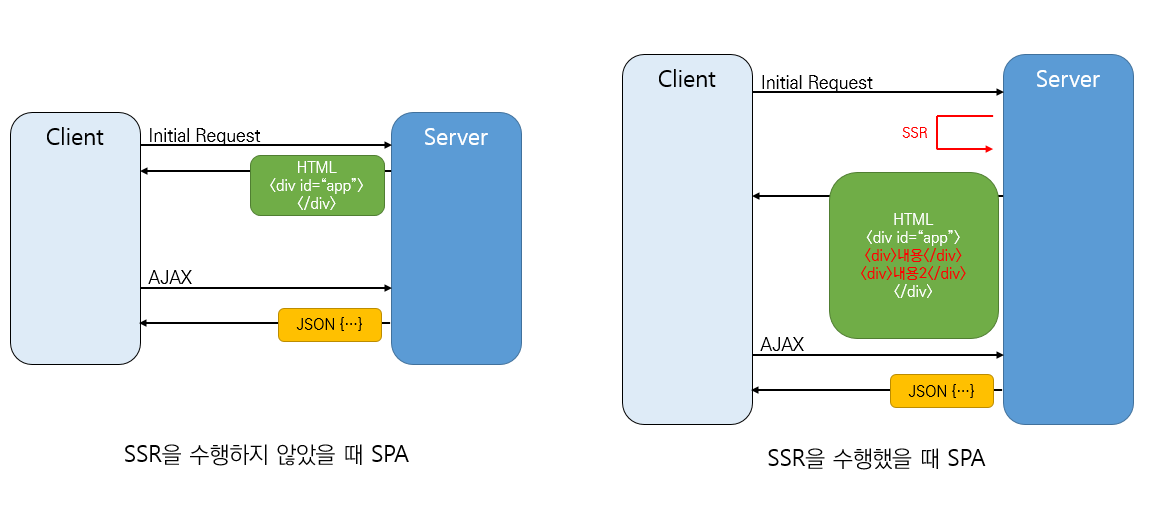 Client
Initial Request
Server
HTML
<div id=“app”>
</div>
AJAX
JSON {…}
SSR을 수행하지 않았을 때 SPA
Client
Initial Request
Server
SSR
HTML
<div id=“app”>
<div>내용</div>
<div>내용2</div>
</div>
AJAX
JSON {…}
SSR을 수행했을 때 SPA